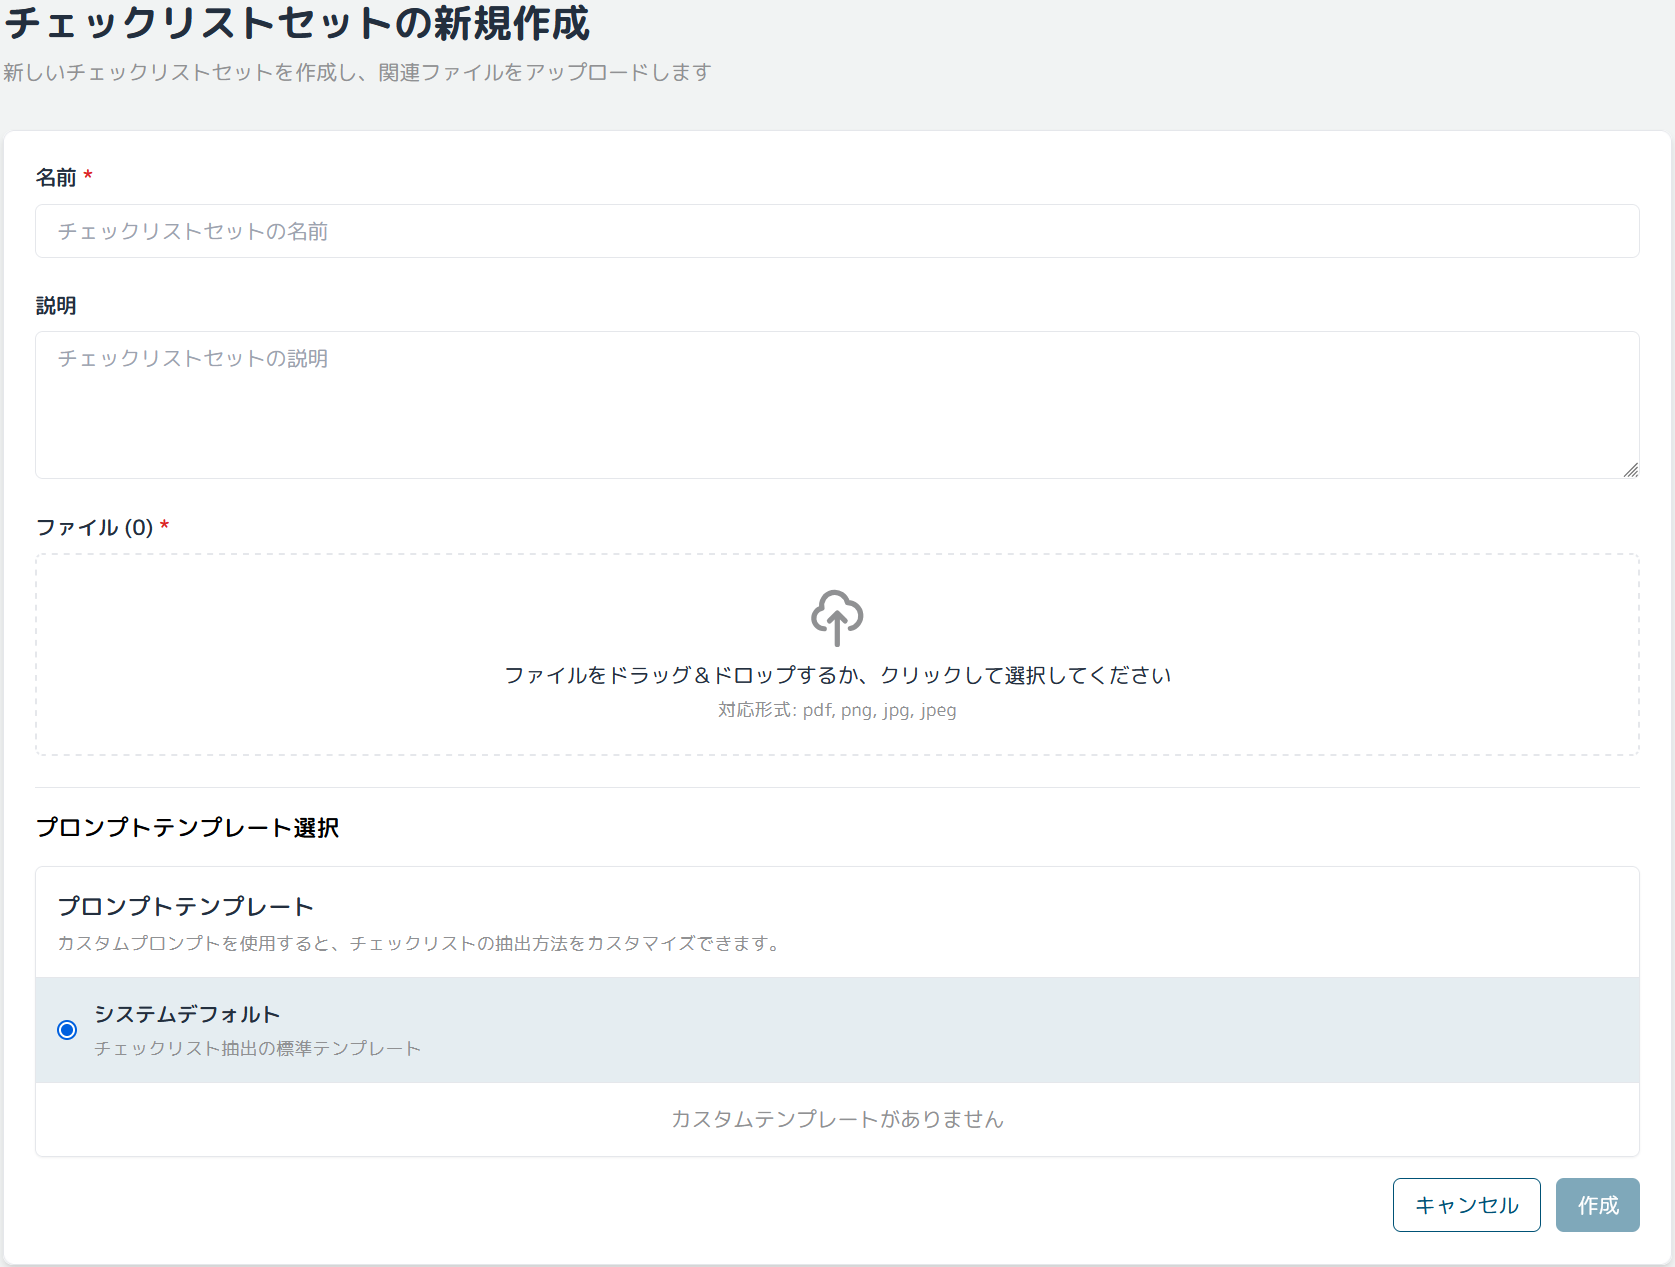 チェックリストセットの新規作成
新しいチェックリストセットを作成し、関連ファイルをアップロードします
名前 *
チェックリストセットの名前
説明
チェックリストセットの説明
ファイル (0) *
ファイルをドラッグ＆ドロップするか、クリックして選択してください
対応形式: pdf, png, jpg, jpeg
プロンプトテンプレート選択
プロンプトテンプレート
カスタムプロンプトを使用すると、チェックリストの抽出方法をカスタマイズできます。
システムデフォルト
チェックリスト抽出の標準テンプレート
カスタムテンプレートがありません
キャンセル 作成